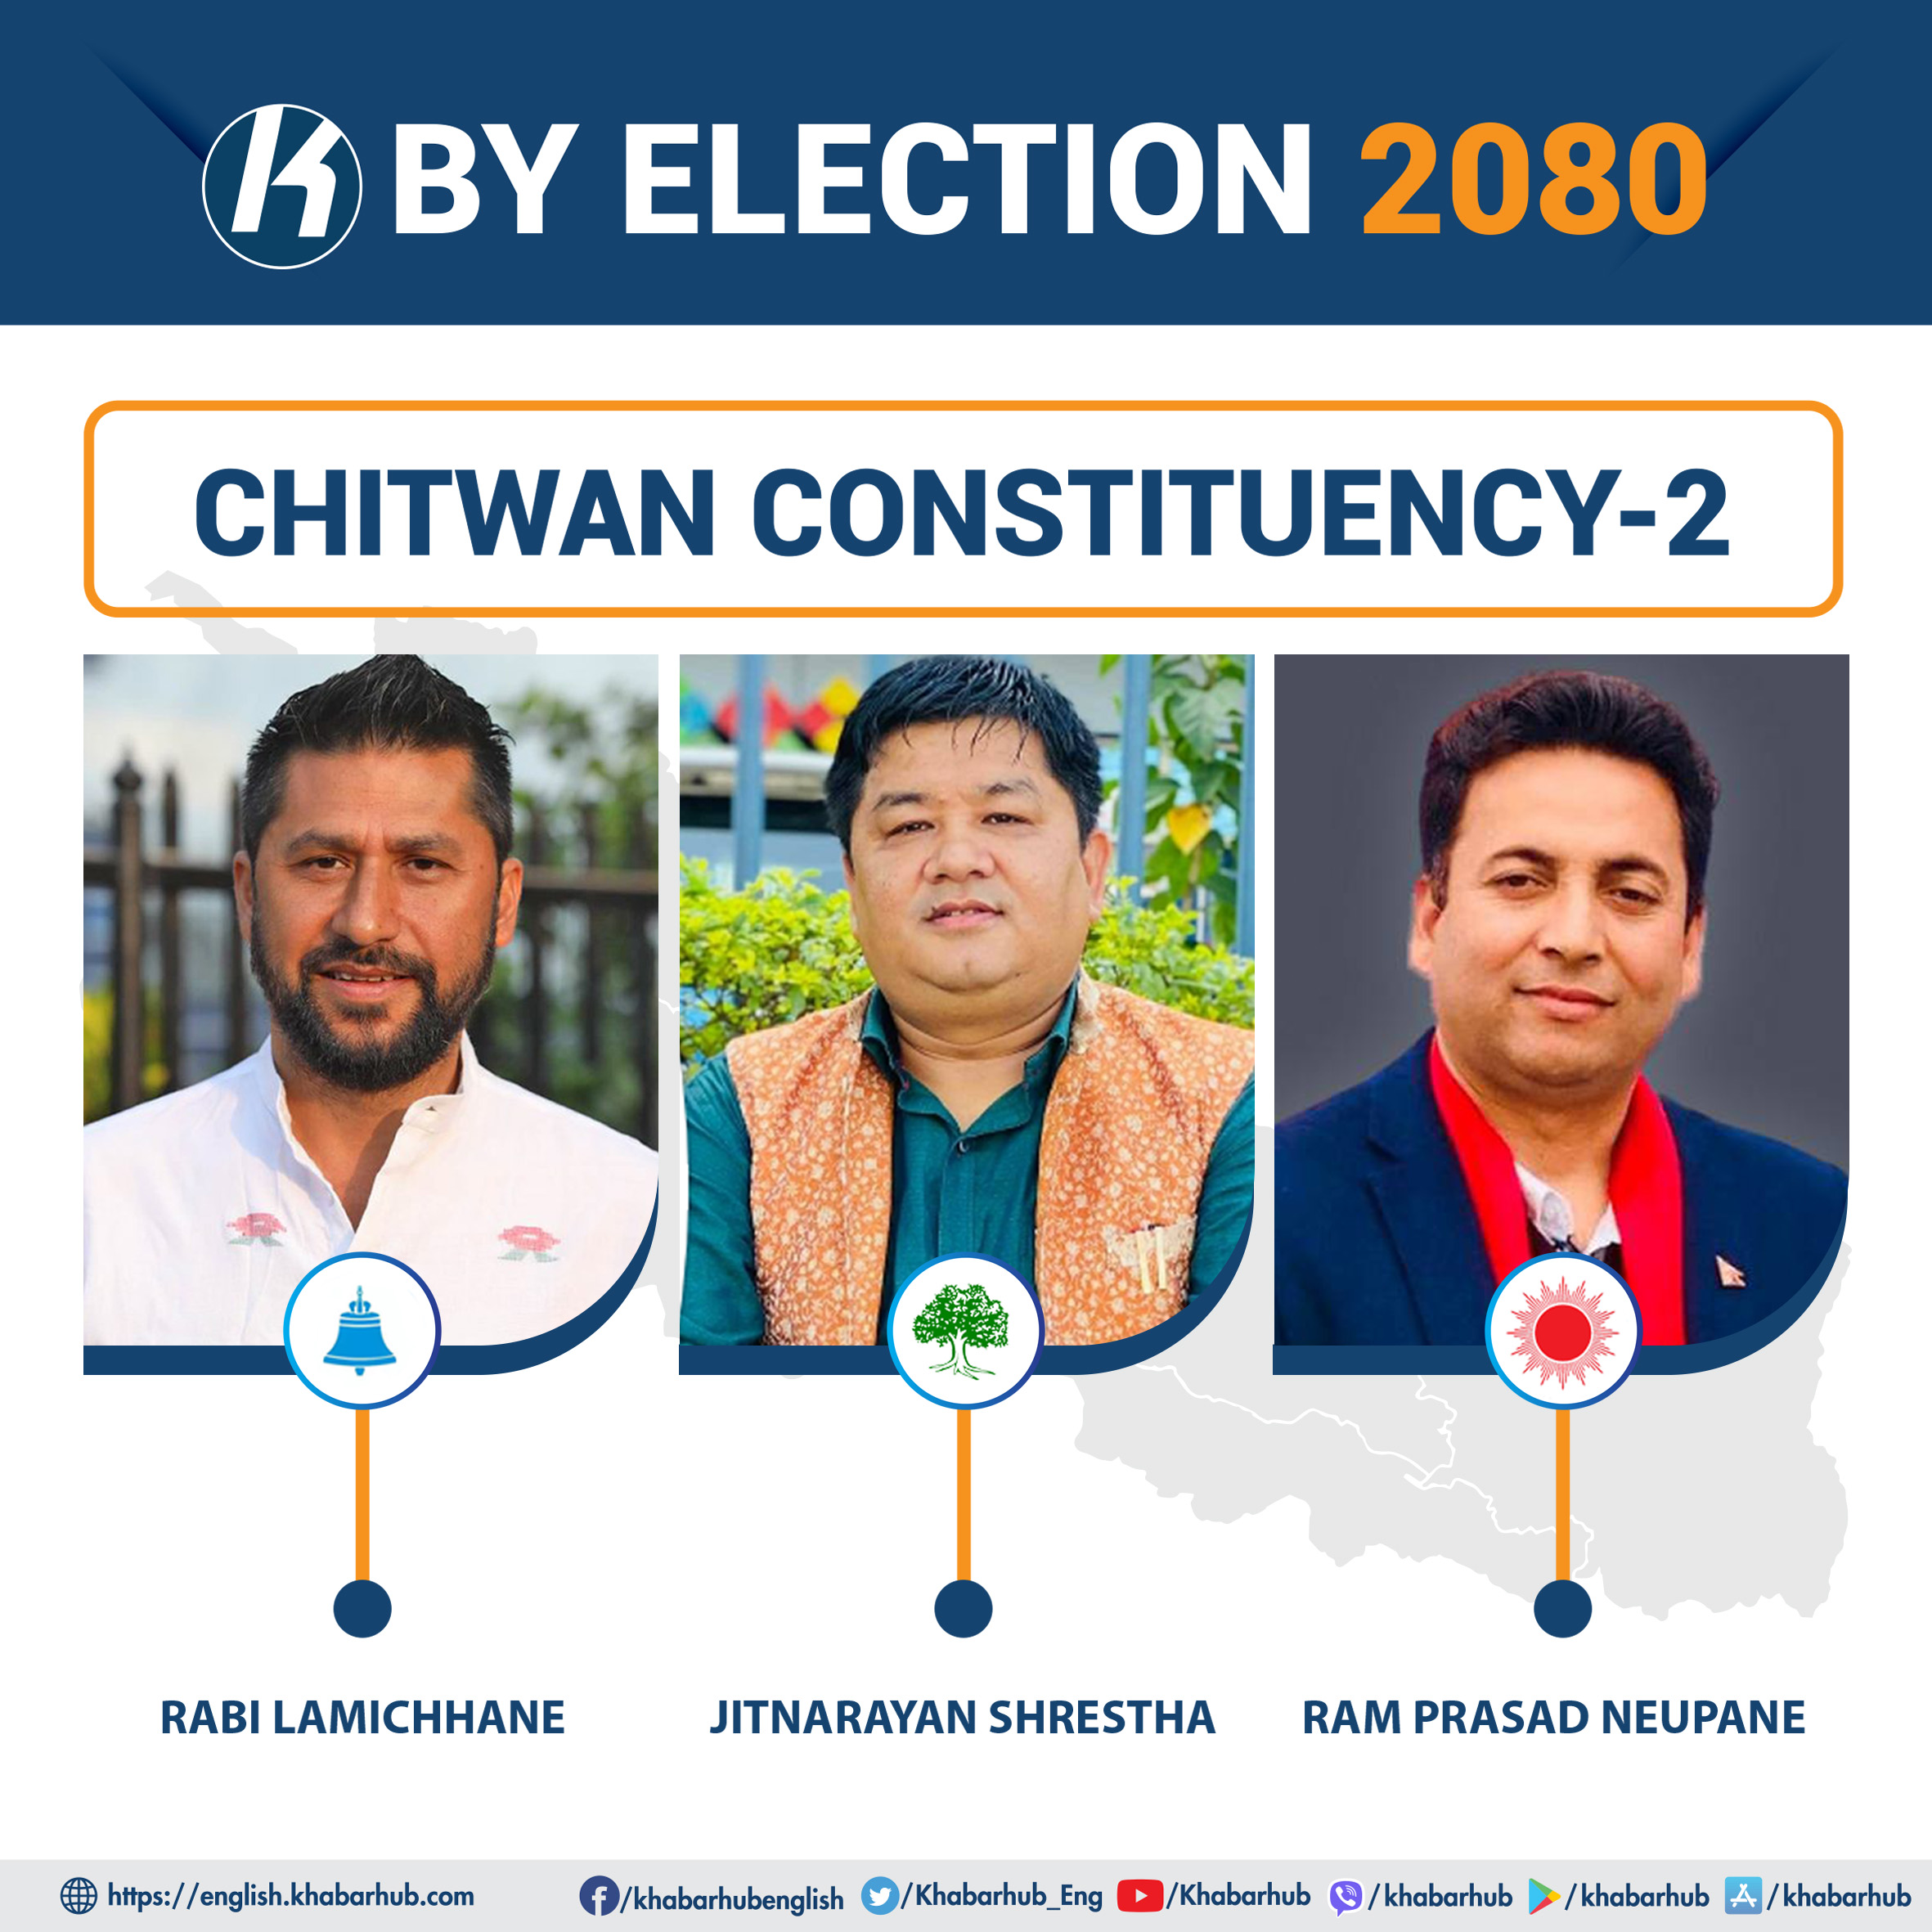 BY ELECTION 2080
CHITWAN CONSTITUENCY-2
RABI LAMICHHANE
JITNARAYAN SHRESTHA
RAM PRASAD NEUPANE
https://english.khabarhub.com /khabarhubenglish /Khabarhub_Eng /Khabarhub /khabarhub /khabarhub /khabarhub